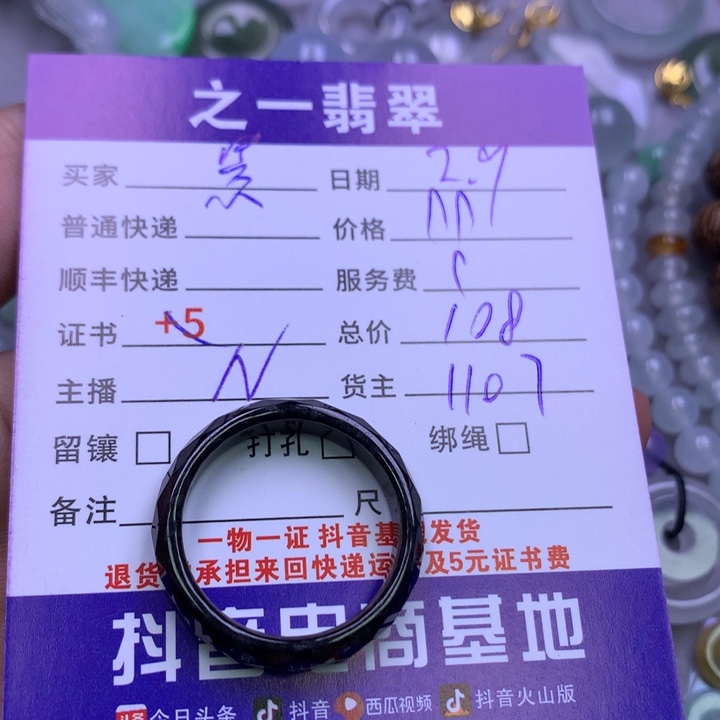 之一翡翠
买家 日期 2.9
普通快递 价格
顺丰快递 服务费
证书 +5 总价 108
主播 N 货主 1107
留镶 打孔 绑绳
备注 尺
一物一证 抖音基 发货
退货 承担来回快递运 及5元证书费
抖音电商基地
头条 今日头条 抖音 西瓜视频 抖音火山版